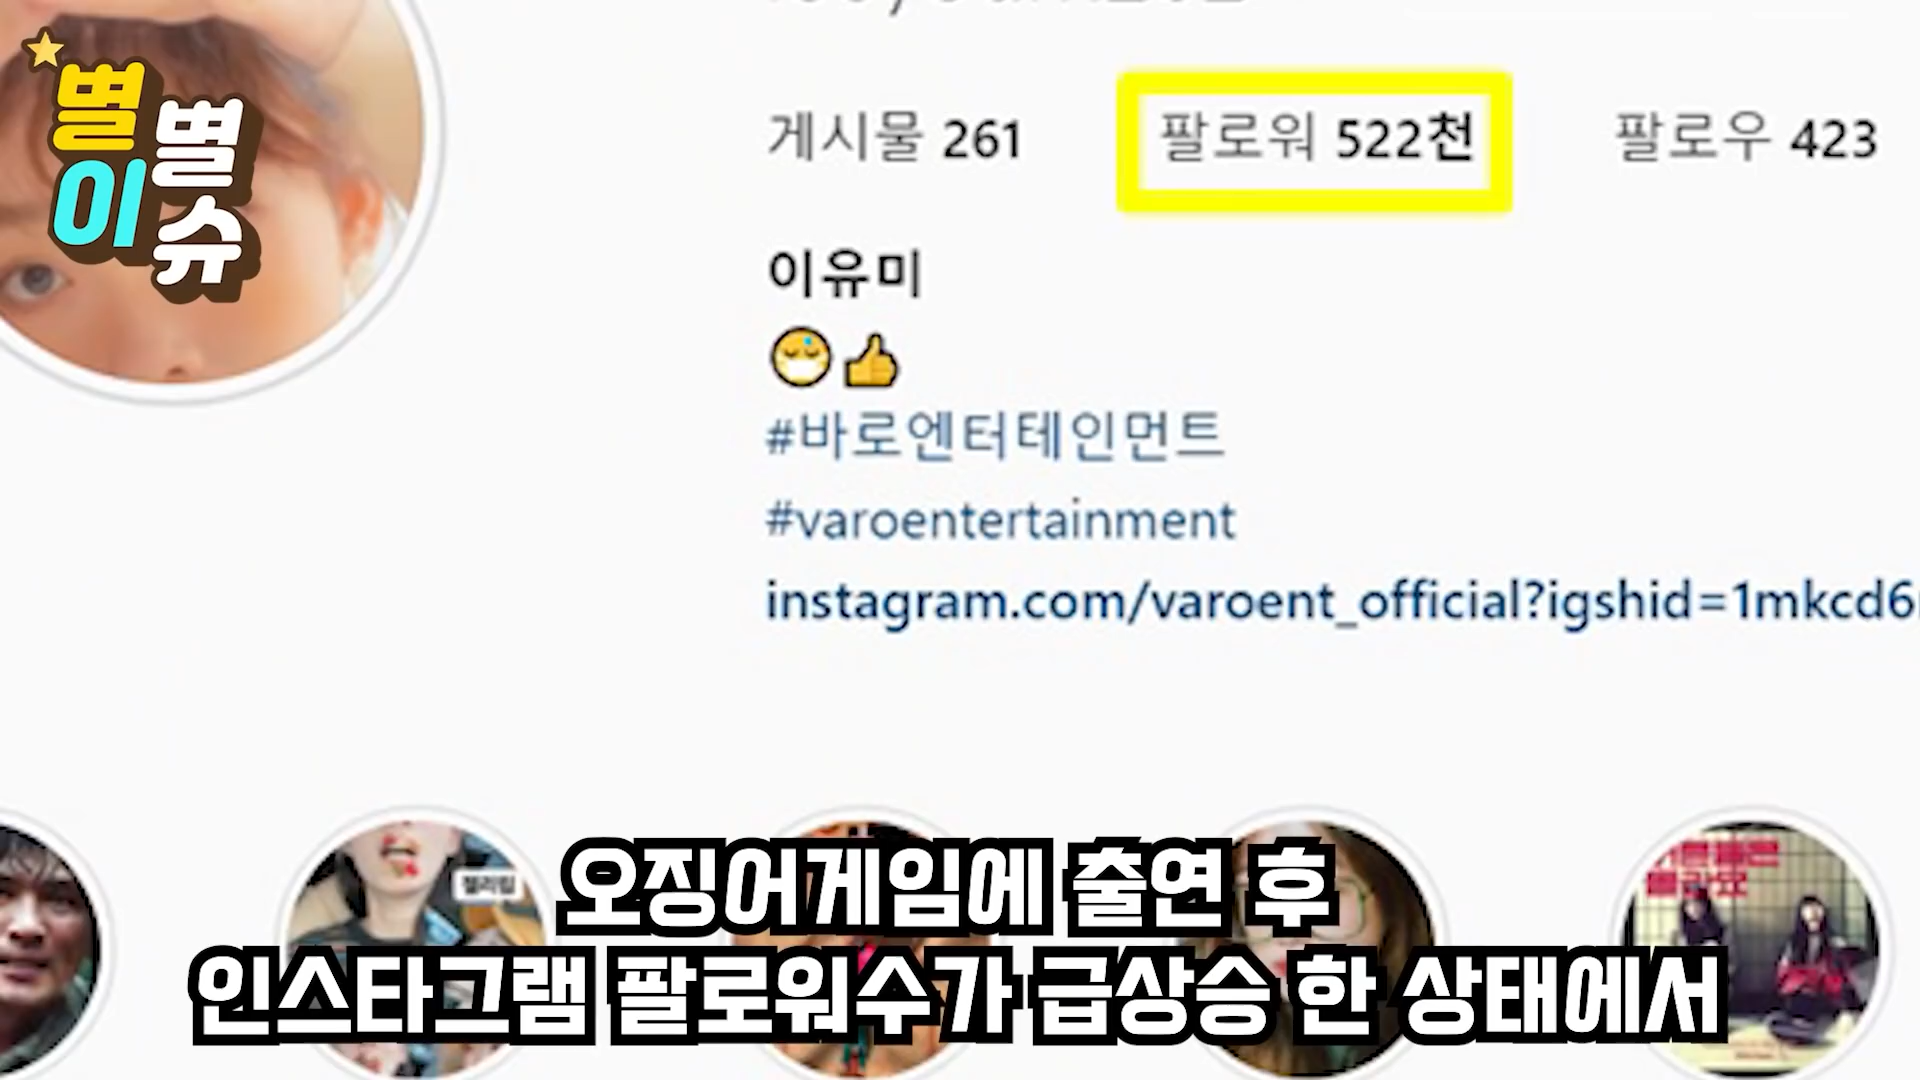 별별
이슈
게시물 261
팔로워 522천
팔로우 423
이유미
#바로엔터테인먼트
#varoentertainment
instagram.com/varoent_official?igshid=1mkcd6
오징어게임에 출연 후
인스타그램 팔로워수가 급상승 한 상태에서